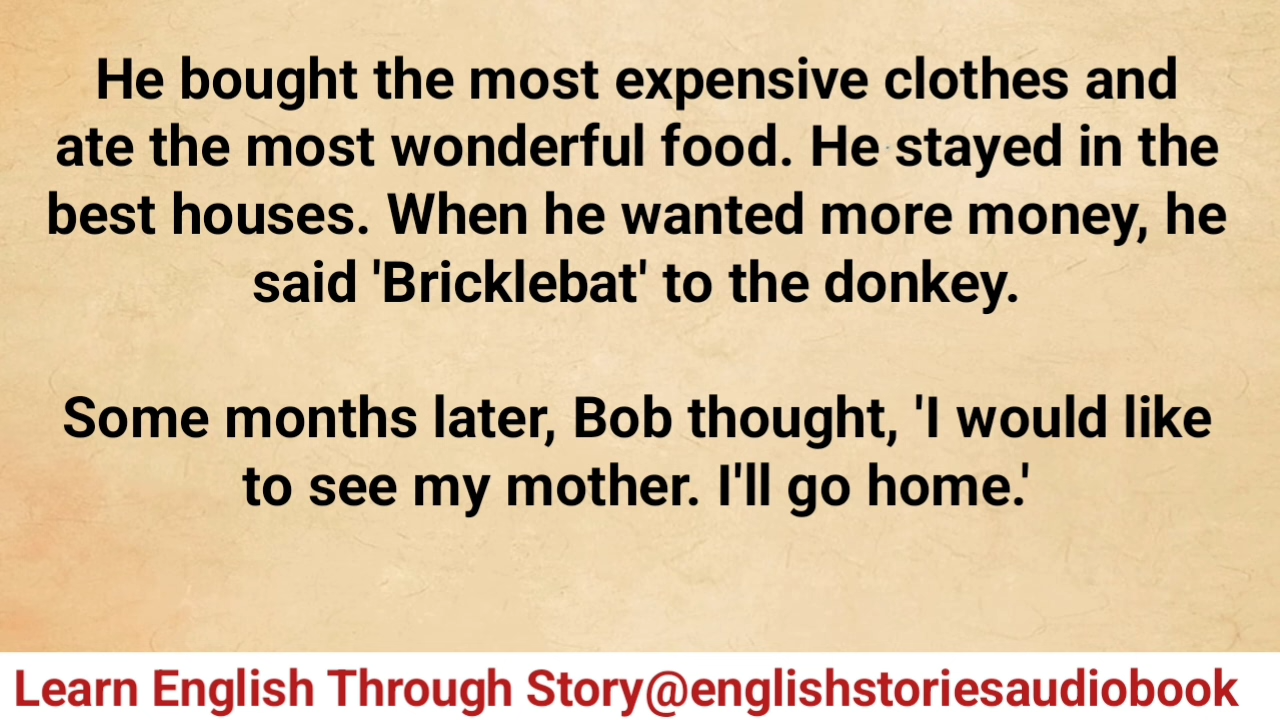 He bought the most expensive clothes and
ate the most wonderful food. He stayed in the
best houses. When he wanted more money, he
said 'Bricklebat' to the donkey.
Some months later, Bob thought, 'I would like
to see my mother. I'll go home.'
Learn English Through Story@englishstoriesaudiobook